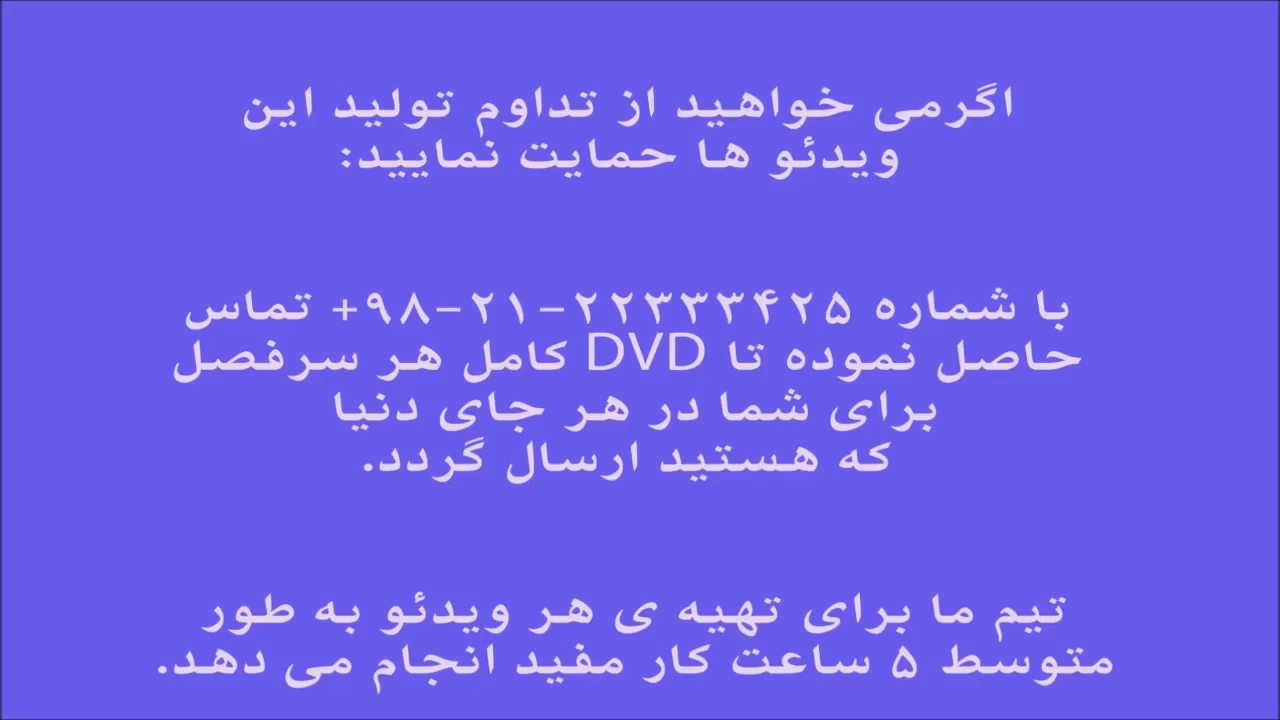 اگرمی خواهید از تداوم تولید این
ویدئو ها حمایت نمایید:
با شماره ۲۲۳۳۳۴۲۵-۲۱-۹۸+ تماس
حاصل نموده تا DVD کامل هر سرفصل
برای شما در هر جای دنیا
که هستید ارسال گردد.
تیم ما برای تهیه ی هر ویدئو به طور
متوسط ۵ ساعت کار مفید انجام می دهد.